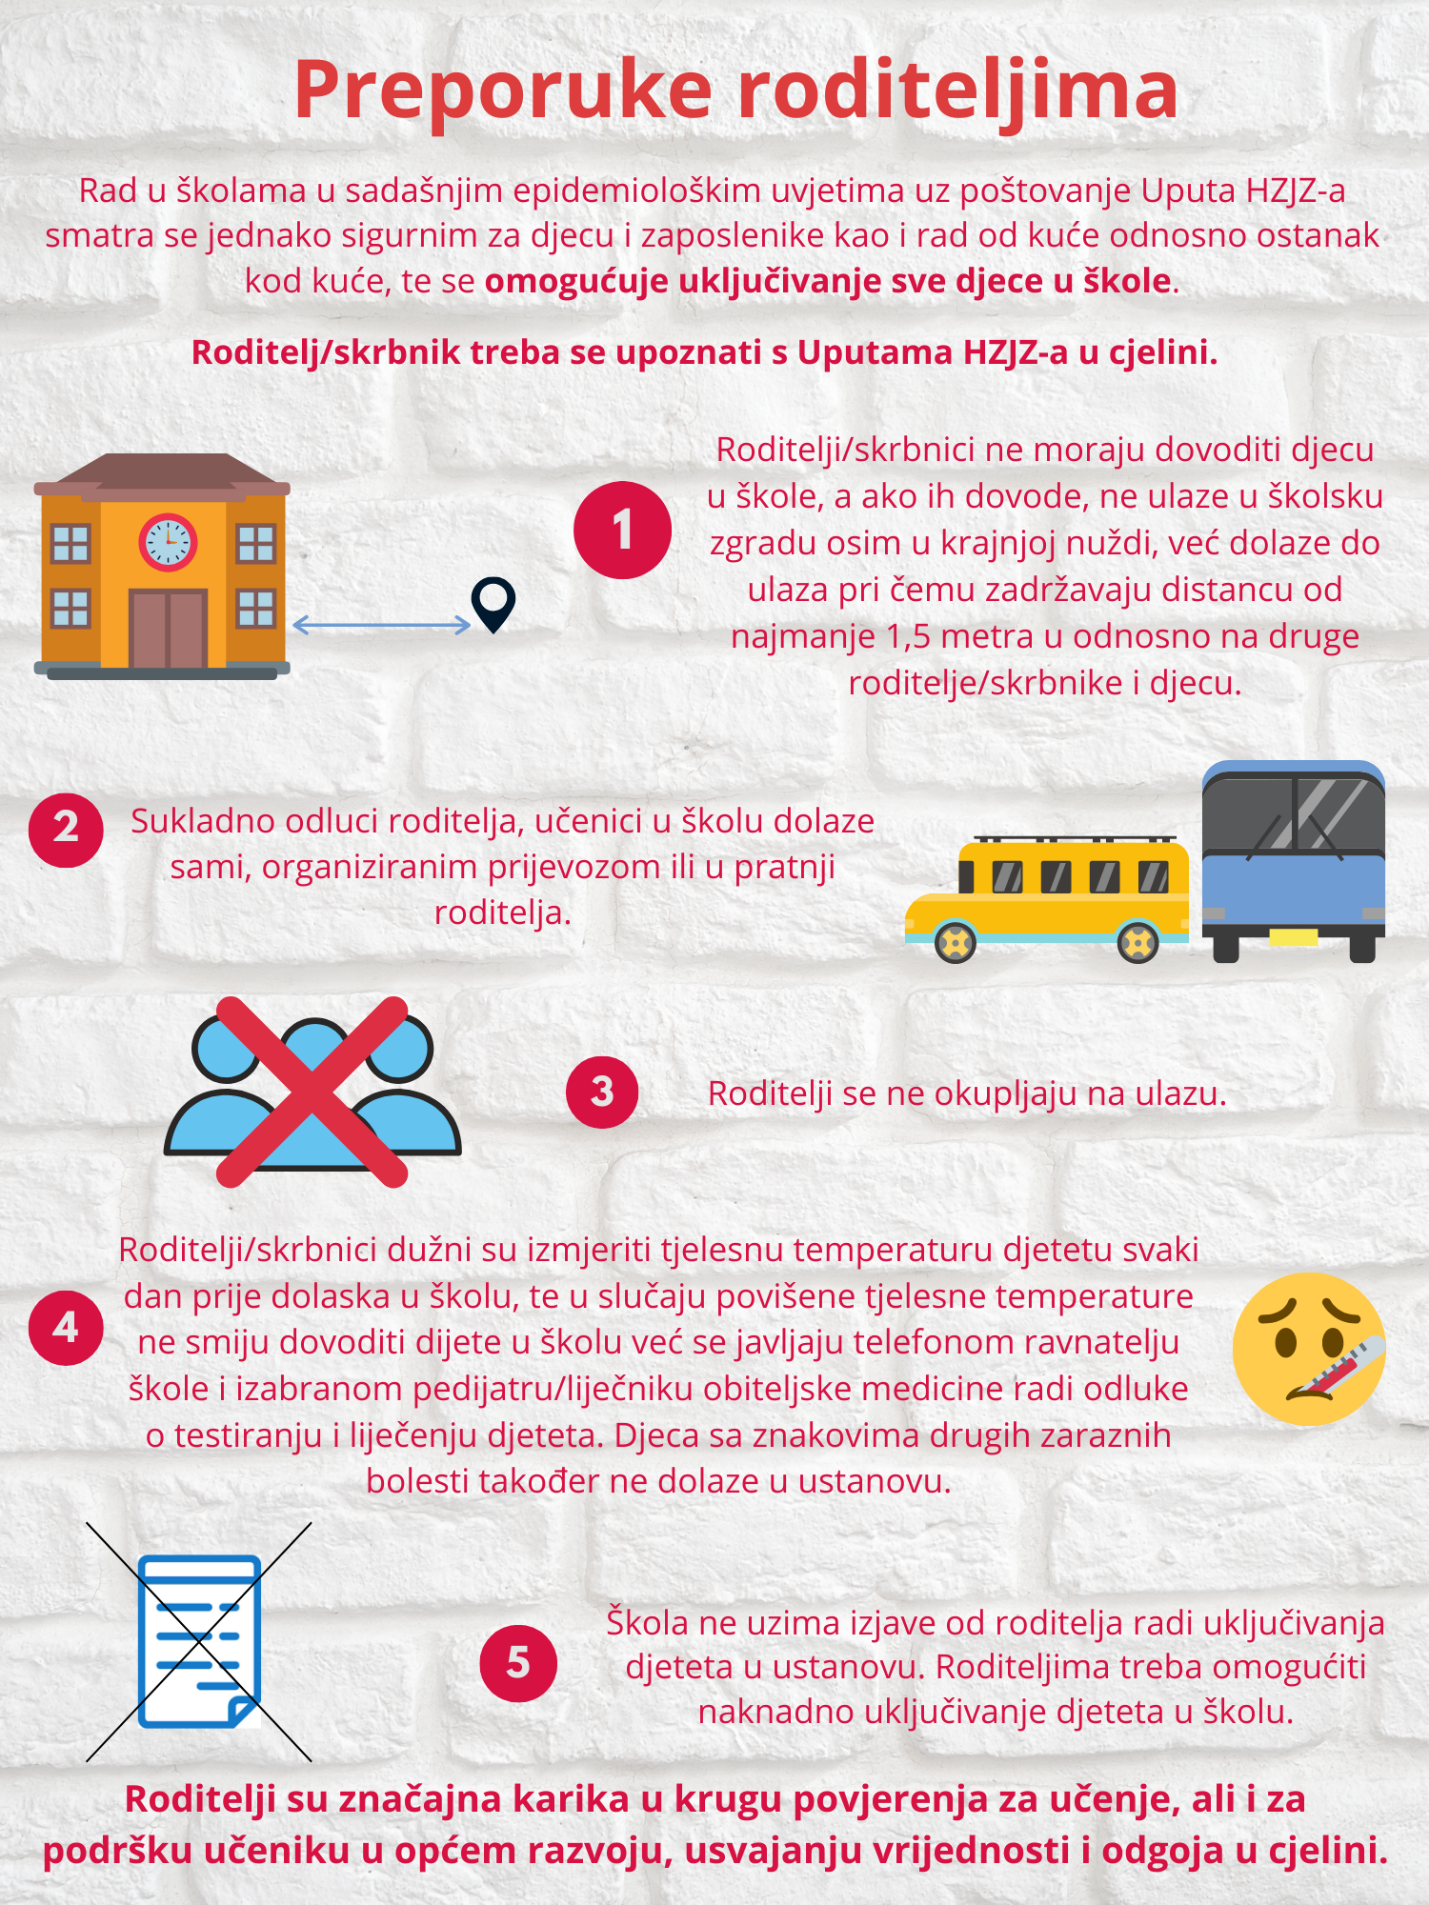 Preporuke roditeljima
Rad u školama u sadašnjim epidemiološkim uvjetima uz poštovanje Uputa HZJZ-a
smatra se jednako sigurnim za djecu i zaposlenike kao i rad od kuće odnosno ostanak
kod kuće, te se omogućuje uključivanje sve djece u škole.
Roditelj/skrbnik treba se upoznati s Uputama HZJZ-a u cjelini.
1
Roditelji/skrbnici ne moraju dovoditi djecu
u škole, a ako ih dovode, ne ulaze u školsku
zgradu osim u krajnjoj nuždi, već dolaze do
ulaza pri čemu zadržavaju distancu od
najmanje 1,5 metra u odnosno na druge
roditelje/skrbnike i djecu.
2
Sukladno odluci roditelja, učenici u školu dolaze
sami, organiziranim prijevozom ili u pratnji
roditelja.
3
Roditelji se ne okupljaju na ulazu.
4
Roditelji/skrbnici dužni su izmjeriti tjelesnu temperaturu djetetu svaki
dan prije dolaska u školu, te u slučaju povišene tjelesne temperature
ne smiju dovoditi dijete u školu već se javljaju telefonom ravnatelju
škole i izabranom pedijatru/liječniku obiteljske medicine radi odluke
o testiranju i liječenju djeteta. Djeca sa znakovima drugih zaraznih
bolesti također ne dolaze u ustanovu.
5
Škola ne uzima izjave od roditelja radi uključivanja
djeteta u ustanovu. Roditeljima treba omogućiti
naknadno uključivanje djeteta u školu.
Roditelji su značajna karika u krugu povjerenja za učenje, ali i za
podršku učeniku u općem razvoju, usvajanju vrijednosti i odgoja u cjelini.